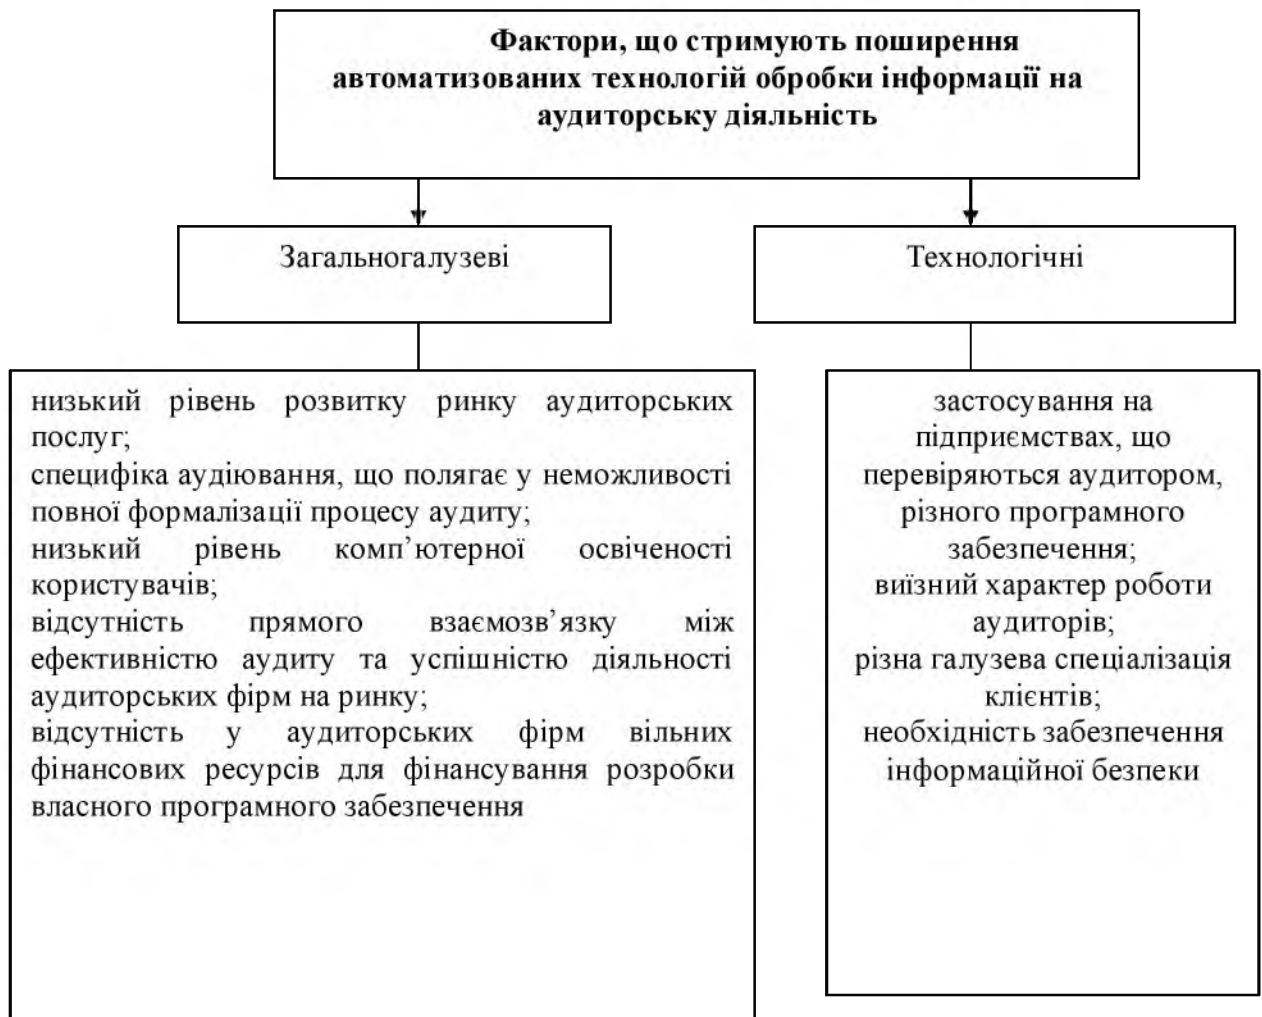 Фактори, що стримують поширення
автоматизованих технологій обробки інформації на
аудиторську діяльність
Загальногалузеві
Технологічні
низький рівень розвитку ринку аудиторських
послуг;
специфіка аудіювання, що полягає у неможливості
повної формалізації процесу аудиту;
низький рівень комп’ютерної освіченості
користувачів;
відсутність прямого взаємозв’язку між
ефективністю аудиту та успішністю діяльності
аудиторських фірм на ринку;
відсутність у аудиторських фірм вільних
фінансових ресурсів для фінансування розробки
власного програмного забезпечення
застосування на
підприємствах, що
перевіряються аудитором,
різного програмного
забезпечення;
виїзний характер роботи
аудиторів;
різна галузева спеціалізація
клієнтів;
необхідність забезпечення
інформаційної безпеки